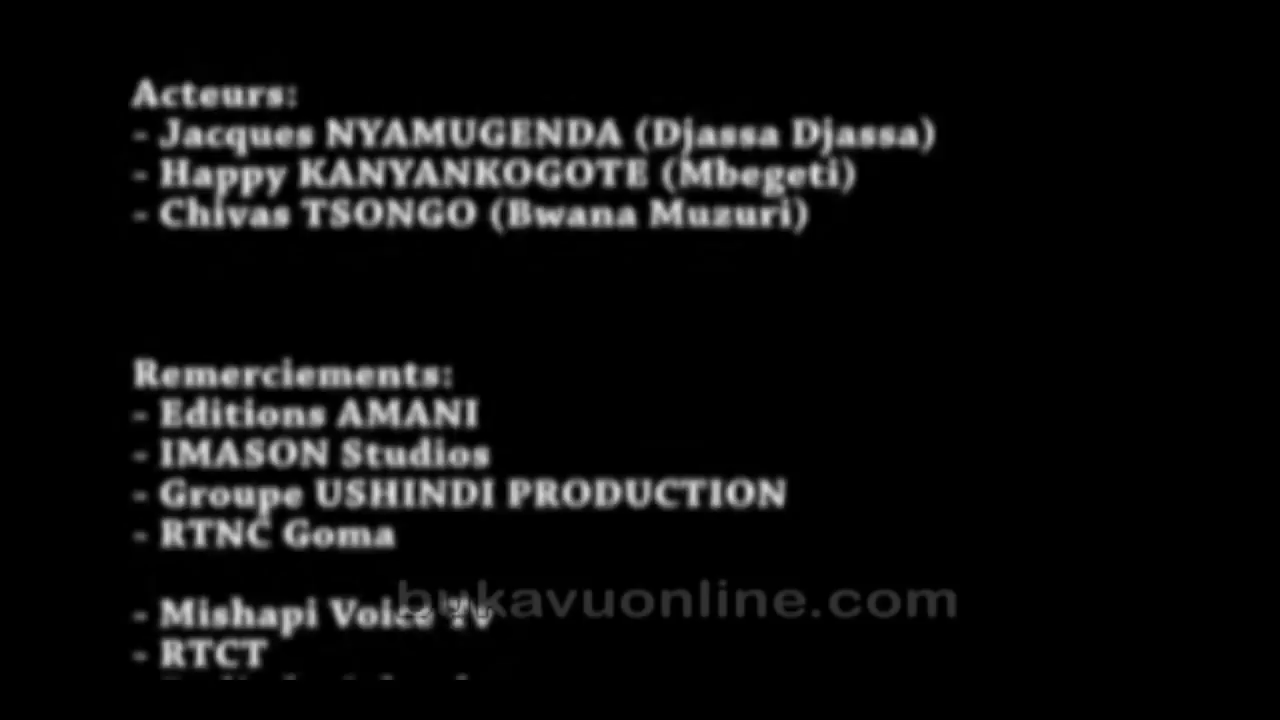 Acteurs:
- Jacques NYAMUGENDA (Djassa Djassa)
- Happy KANYANKOGOTE (Mbegeti)
- Chivas TSONGO (Bwana Muzuri)
Remerciements:
- Editions AMANI
- IMASON Studios
- Groupe USHINDI PRODUCTION
- RTNC Goma
bukavuonline.com
- Mishapi Voice TV
- RTCT